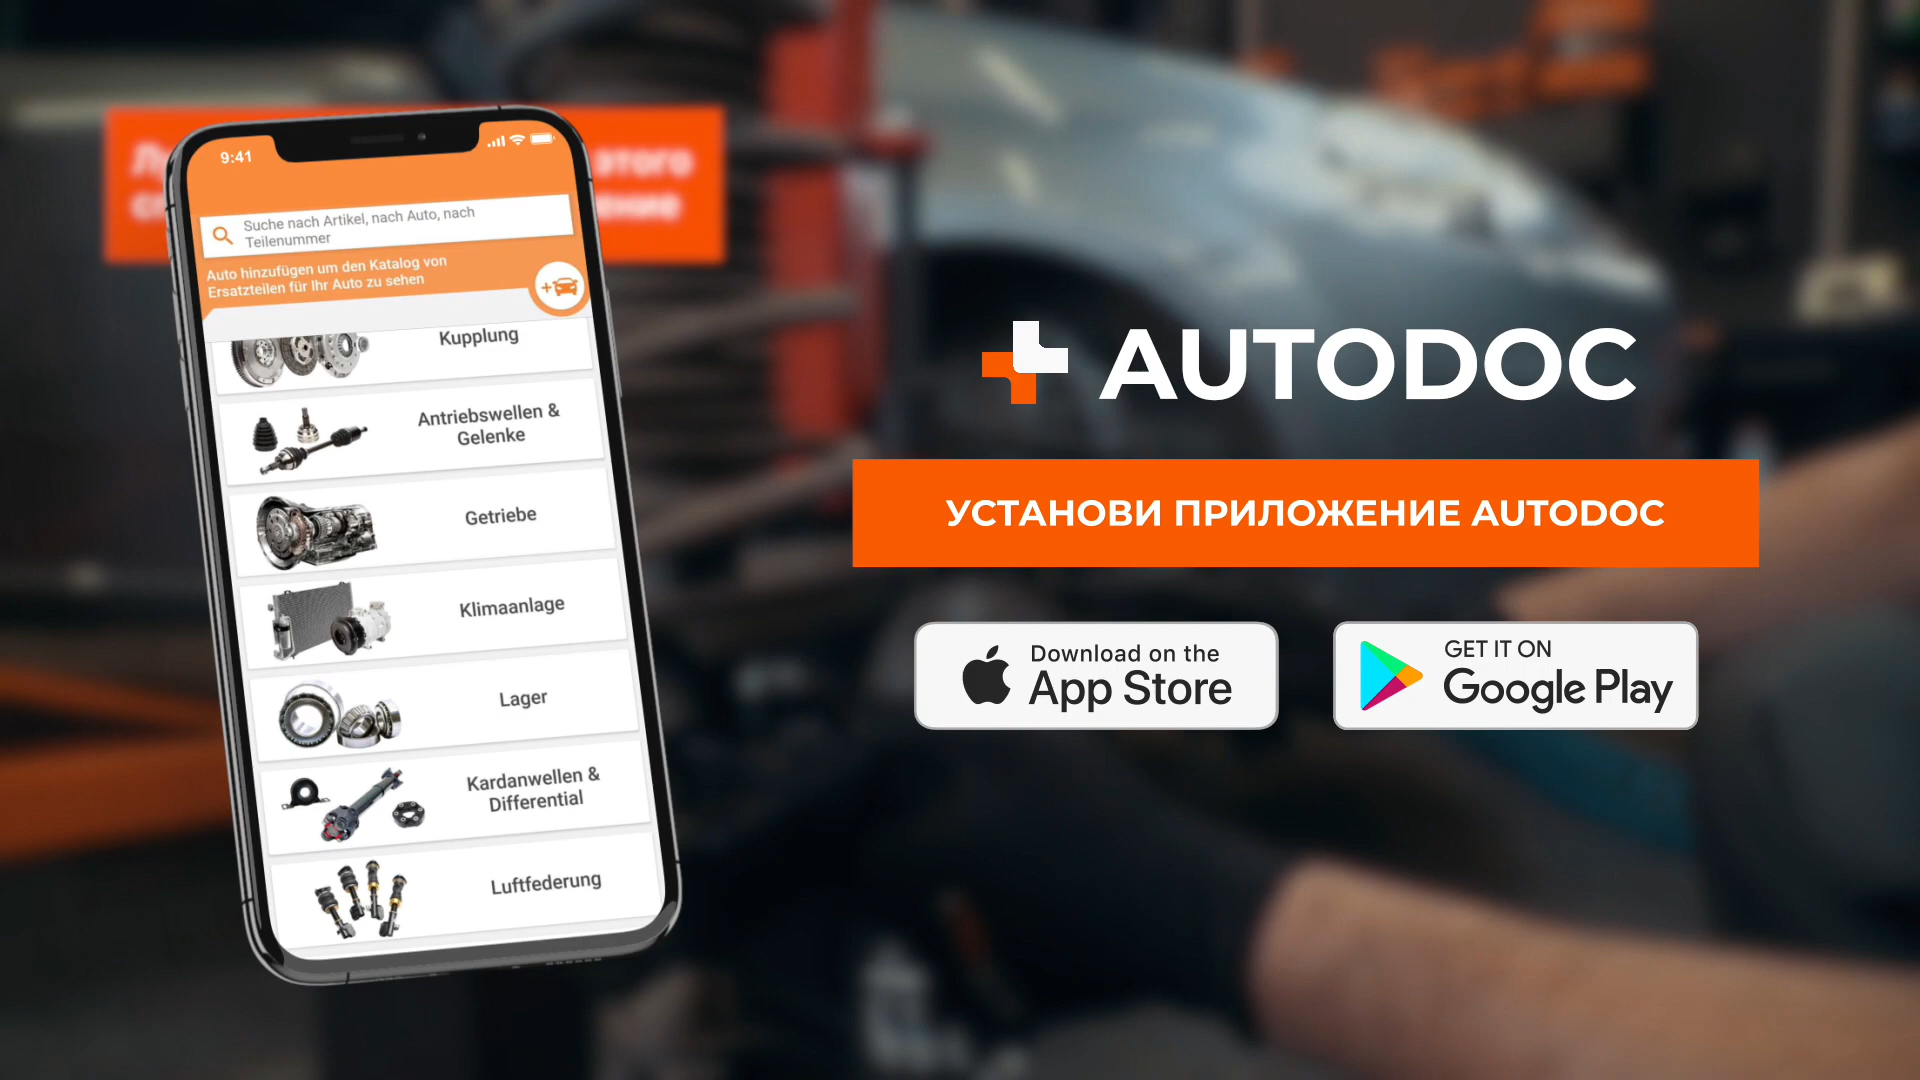 9:41
Suche nach Artikel, nach Auto, nach
Teilenummer
Auto hinzufügen um den Katalog von
Ersatzteilen für Ihr Auto zu sehen
Kupplung
Antriebswellen &
Gelenke
Getriebe
Klimaanlage
Lager
Kardanwellen &
Differential
Luftfederung
этого
AUTODOC
УСТАНОВИ ПРИЛОЖЕНИЕ AUTODOC
Download on the
App Store
GET IT ON
Google Play